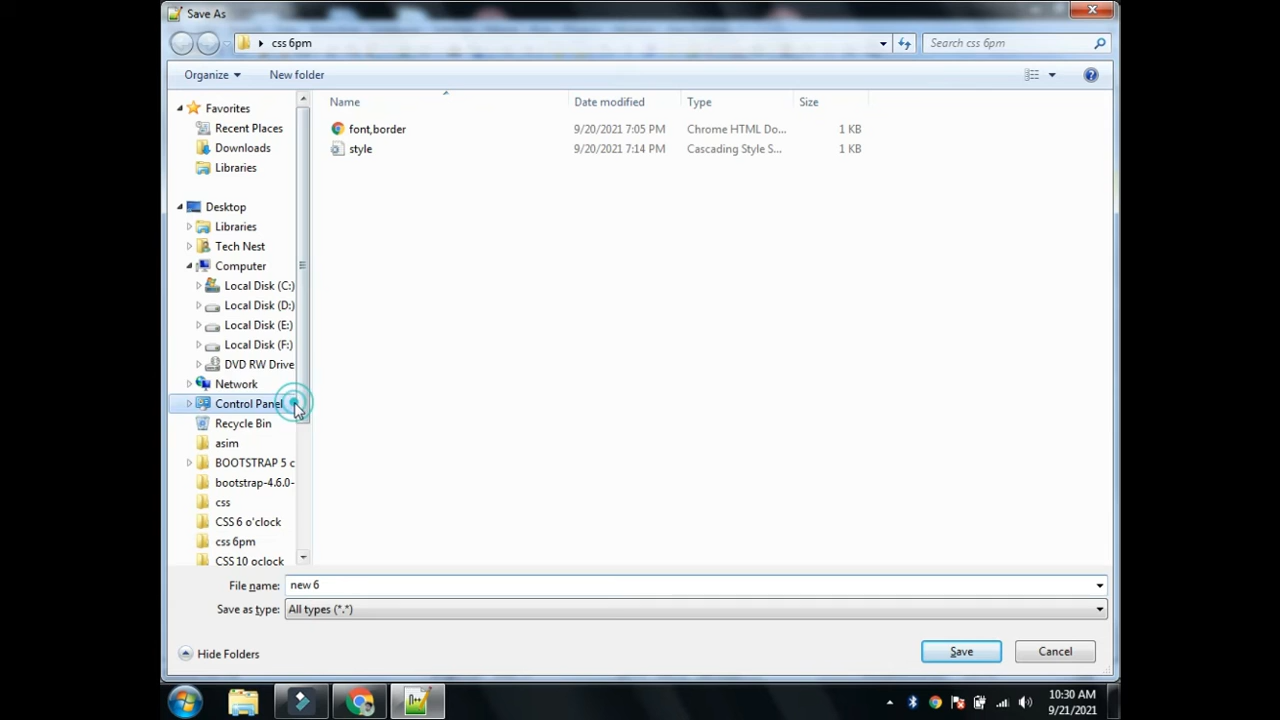 Save As
css 6pm
Search css 6pm
Organize
New folder
Name
Date modified
Type
Size
font,border
9/20/2021 7:05 PM
Chrome HTML Do...
1 KB
style
9/20/2021 7:14 PM
Cascading Style S...
1 KB
Favorites
Recent Places
Downloads
Libraries
Desktop
Libraries
Tech Nest
Computer
Local Disk (C:)
Local Disk (D:)
Local Disk (E:)
Local Disk (F:)
DVD RW Drive
Network
Control Panel
Recycle Bin
asim
BOOTSTRAP 5 c
bootstrap-4.6.0-
css
CSS 6 o'clock
css 6pm
CSS 10 oclock
File name: new 6
Save as type: All types (*.*)
Hide Folders
Save
Cancel
10:30 AM
9/21/2021